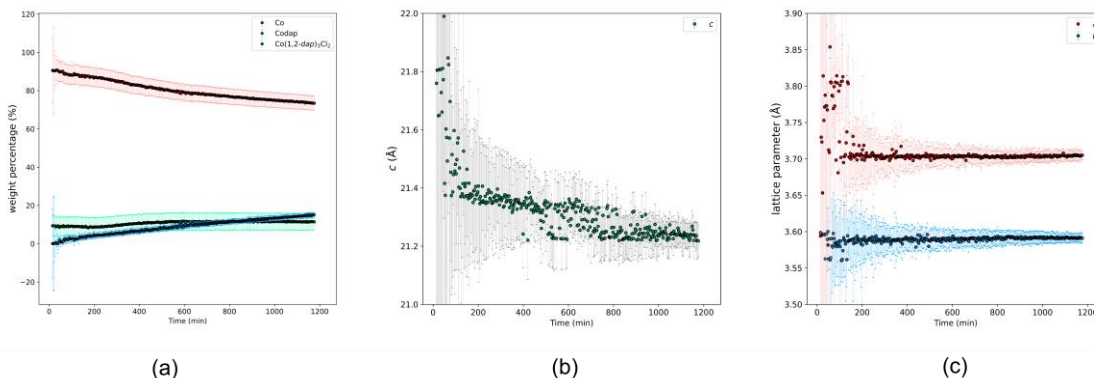 120
100
80
60
40
20
0
−20
weight percentage (%)
Co
Codap
Co(1,2-dap)₃Cl₂
0 200 400 600 800 1000 1200
Time (min)
(a)
22.0
21.8
21.6
21.4
21.2
21.0
c (Å)
c
0 200 400 600 800 1000 1200
Time (min)
(b)
3.90
3.85
3.80
3.75
3.70
3.65
3.60
3.55
3.50
lattice parameter (Å)
0 200 400 600 800 1000 1200
Time (min)
(c)